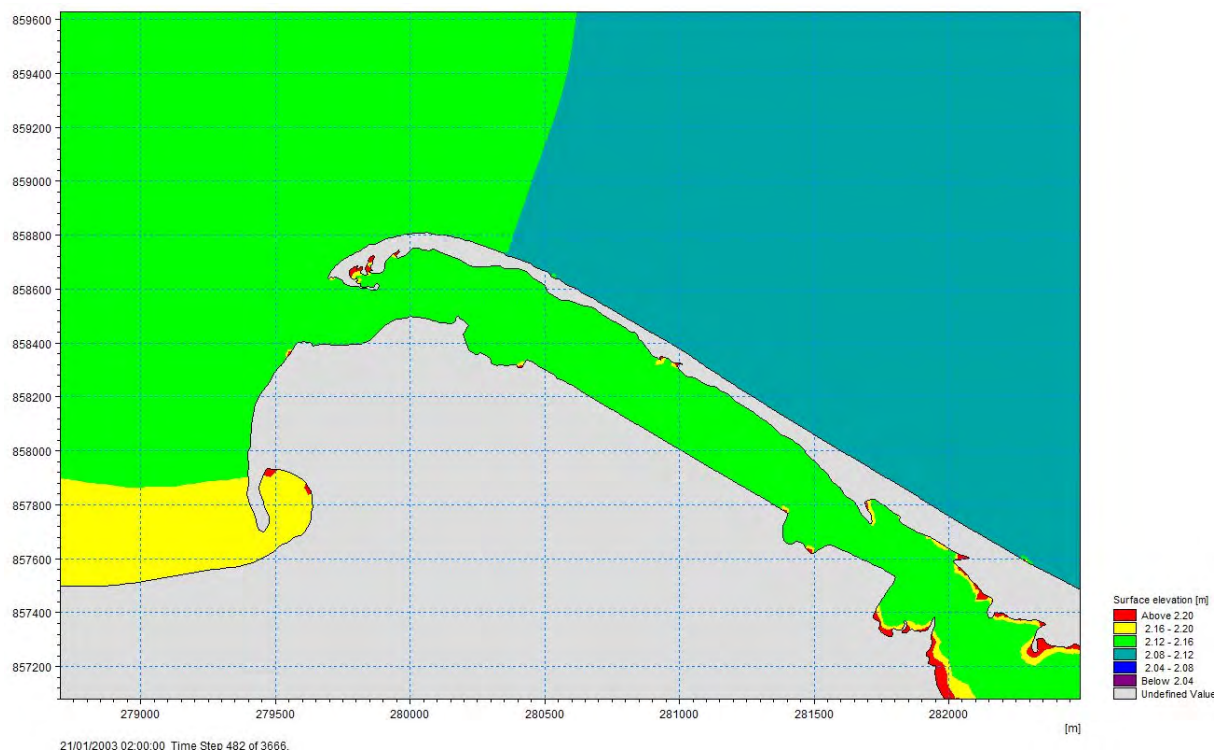 859600
859400
859200
859000
858800
858600
858400
858200
858000
857800
857600
857400
857200
279000 279500 280000 280500 281000 281500 282000
[m]
Surface elevation [m]
Above 2.20
2.16 - 2.20
2.12 - 2.16
2.08 - 2.12
2.04 - 2.08
Below 2.04
Undefined Value
21/01/2003 02:00:00 Time Step 482 of 3666.